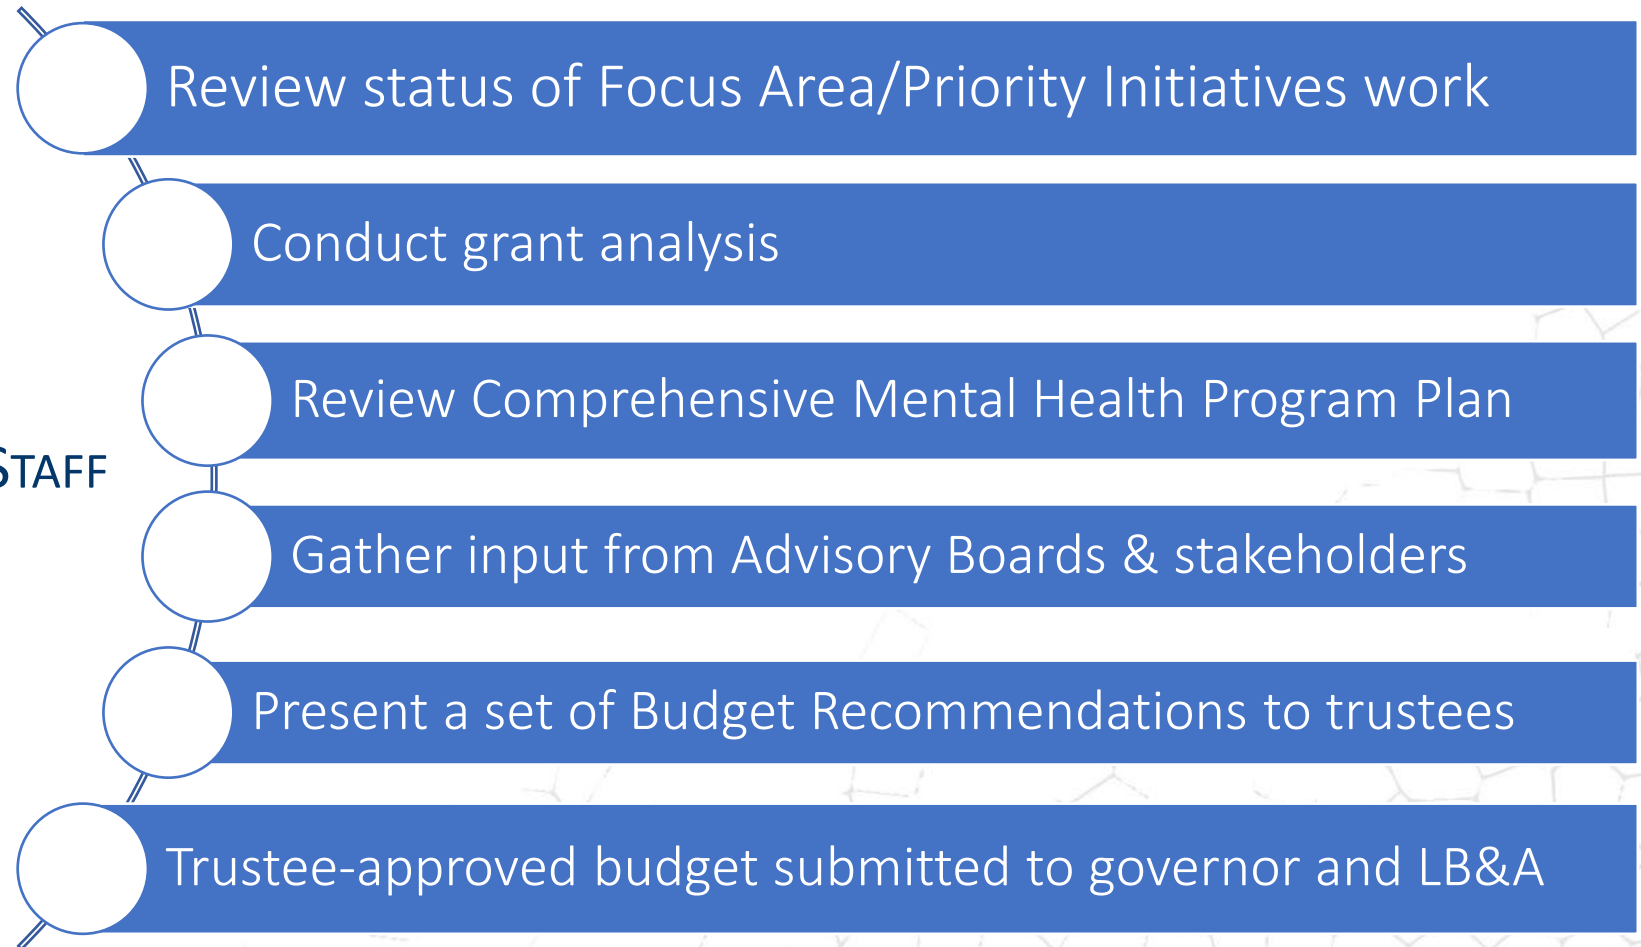 Review status of Focus Area/Priority Initiatives work
Conduct grant analysis
Review Comprehensive Mental Health Program Plan
STAFF
Gather input from Advisory Boards & stakeholders
Present a set of Budget Recommendations to trustees
Trustee-approved budget submitted to governor and LB&A